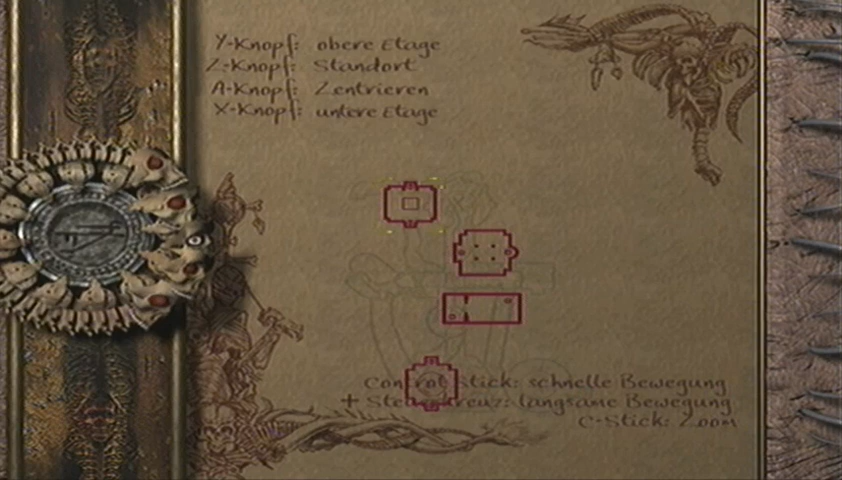 Y-Knopf: obere Etage
Z-Knopf: Standort
A-Knopf: Zentrieren
X-Knopf: untere Etage
Control Stick: schnelle Bewegung
+ Steuerkreuz: langsame Bewegung
C-Stick: Zoom